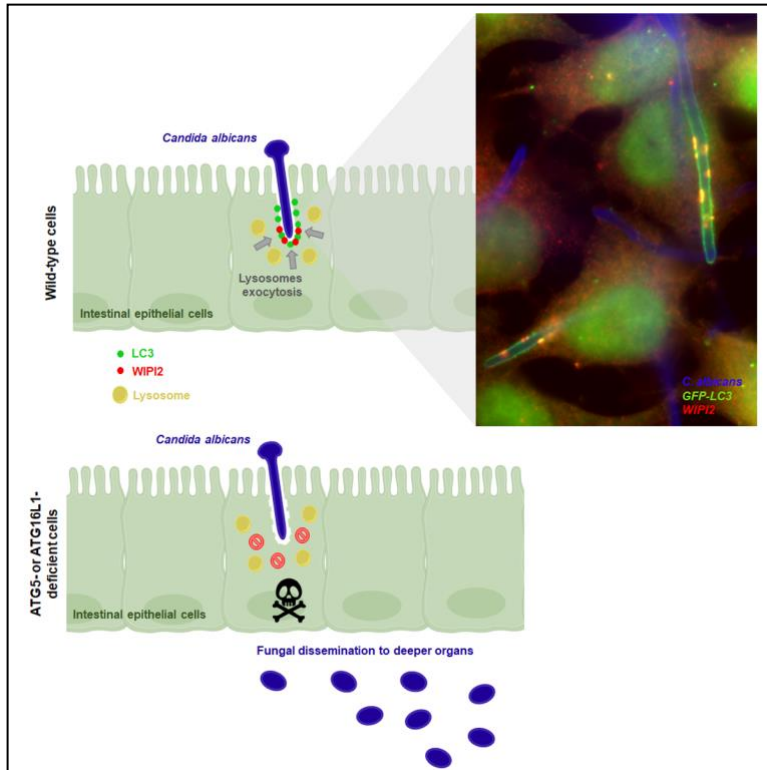 Candida albicans
Wild-type cells
Lysosomes
exocytosis
Intestinal epithelial cells
LC3
WIPI2
Lysosome
C. albicans
GFP-LC3
WIPI2
Candida albicans
ATG5- or ATG16L1-
deficient cells
Intestinal epithelial cells
Fungal dissemination to deeper organs